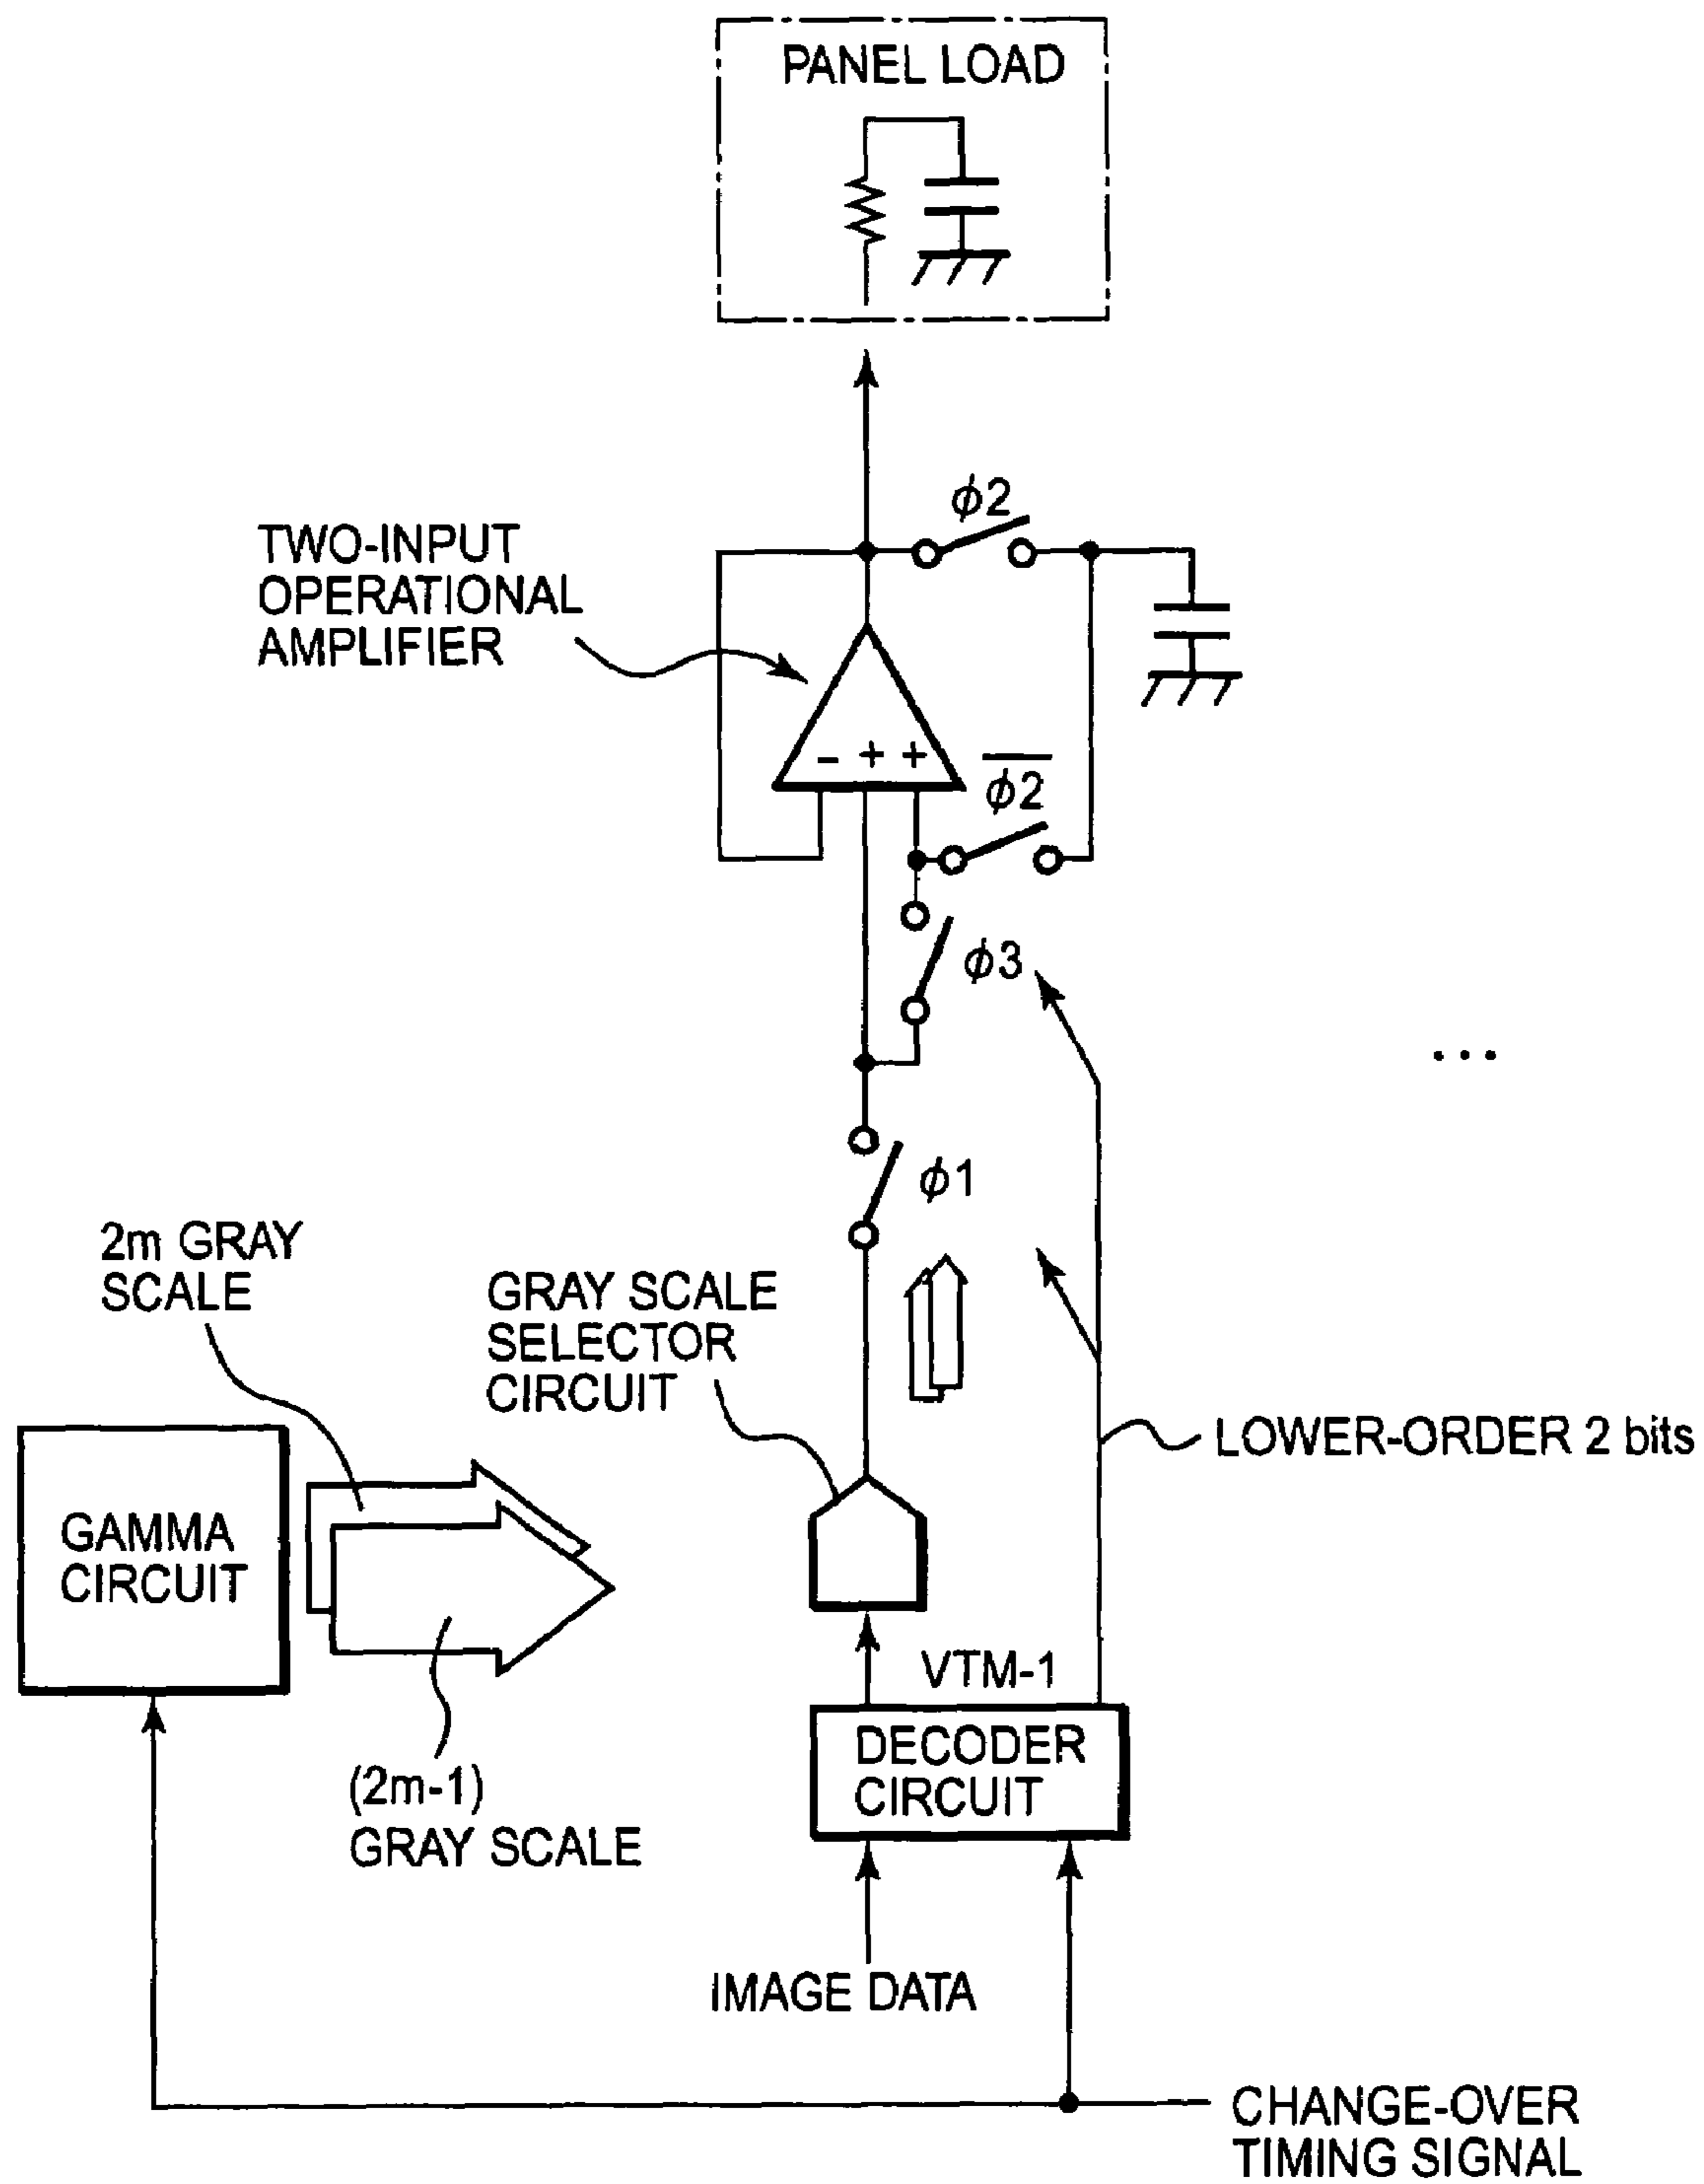 PANEL LOAD
ϕ2
TWO-INPUT
OPERATIONAL
AMPLIFIER
- + +
ϕ2̅
ϕ3
...
ϕ1
2m GRAY
SCALE
GRAY SCALE
SELECTOR
CIRCUIT
LOWER-ORDER 2 bits
GAMMA
CIRCUIT
VTM-1
DECODER
CIRCUIT
(2m-1)
GRAY SCALE
IMAGE DATA
CHANGE-OVER
TIMING SIGNAL